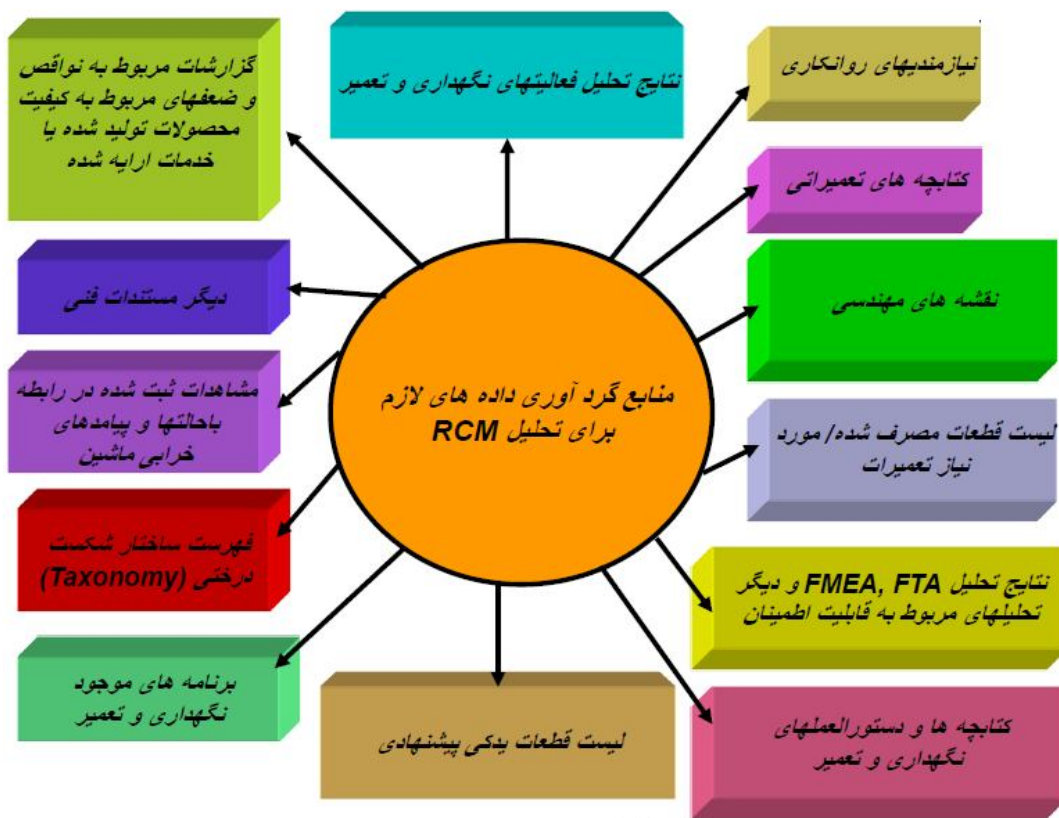 گزارشات مربوط به نواقص
و ضعفهای مربوط به کیفیت
محصولات تولید شده یا
خدمات ارایه شده
نتایج تحلیل فعالیتهای نگهداری و تعمیر
نیازمندیهای روانکاری
کتابچه های تعمیراتی
نقشه های مهندسی
دیگر مستندات فنی
منابع گرد آوری داده های لازم
برای تحلیل RCM
مشاهدات ثبت شده در رابطه
باحالتها و پیامدهای
خرابی ماشین
لیست قطعات مصرف شده/ مورد
نیاز تعمیرات
فهرست ساختار شکست
درختی (Taxonomy)
نتایج تحلیل FMEA, FTA و دیگر
تحلیلهای مربوط به قابلیت اطمینان
برنامه های موجود
نگهداری و تعمیر
لیست قطعات یدکی پیشنهادی
کتابچه ها و دستورالعملهای
نگهداری و تعمیر